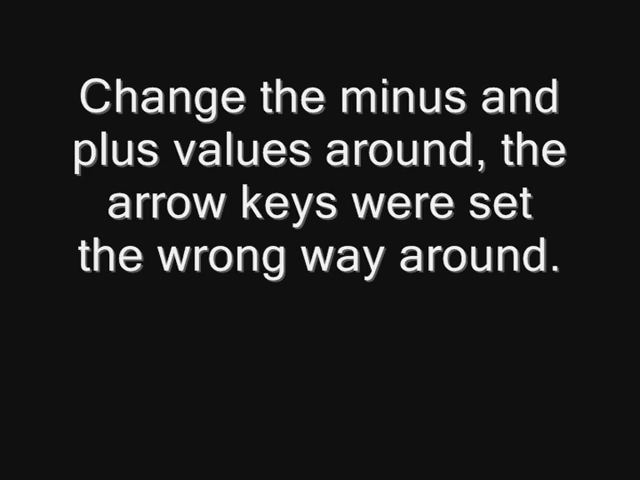 Change the minus and
plus values around, the
arrow keys were set
the wrong way around.